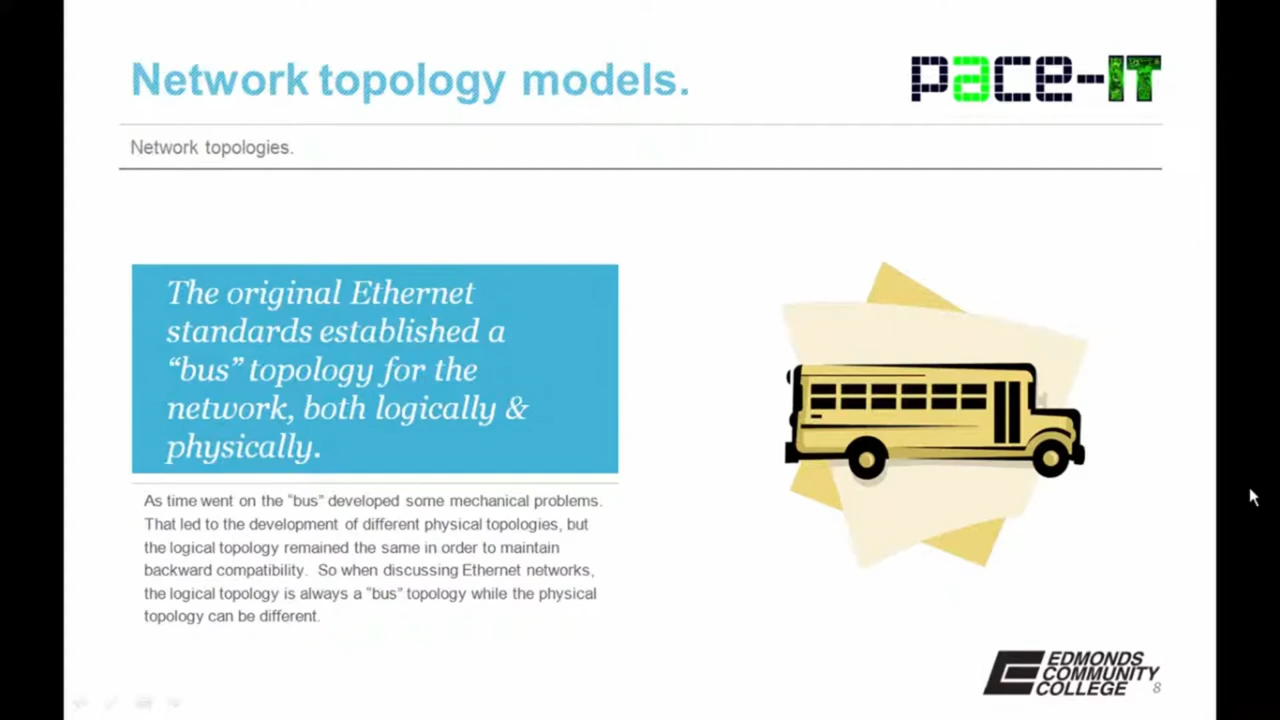 Network topology models.
pace-IT
Network topologies.
The original Ethernet
standards established a
“bus” topology for the
network, both logically &
physically.
As time went on the “bus” developed some mechanical problems.
That led to the development of different physical topologies, but
the logical topology remained the same in order to maintain
backward compatibility.  So when discussing Ethernet networks,
the logical topology is always a “bus” topology while the physical
topology can be different.
EDMONDS
COMMUNITY
COLLEGE
8